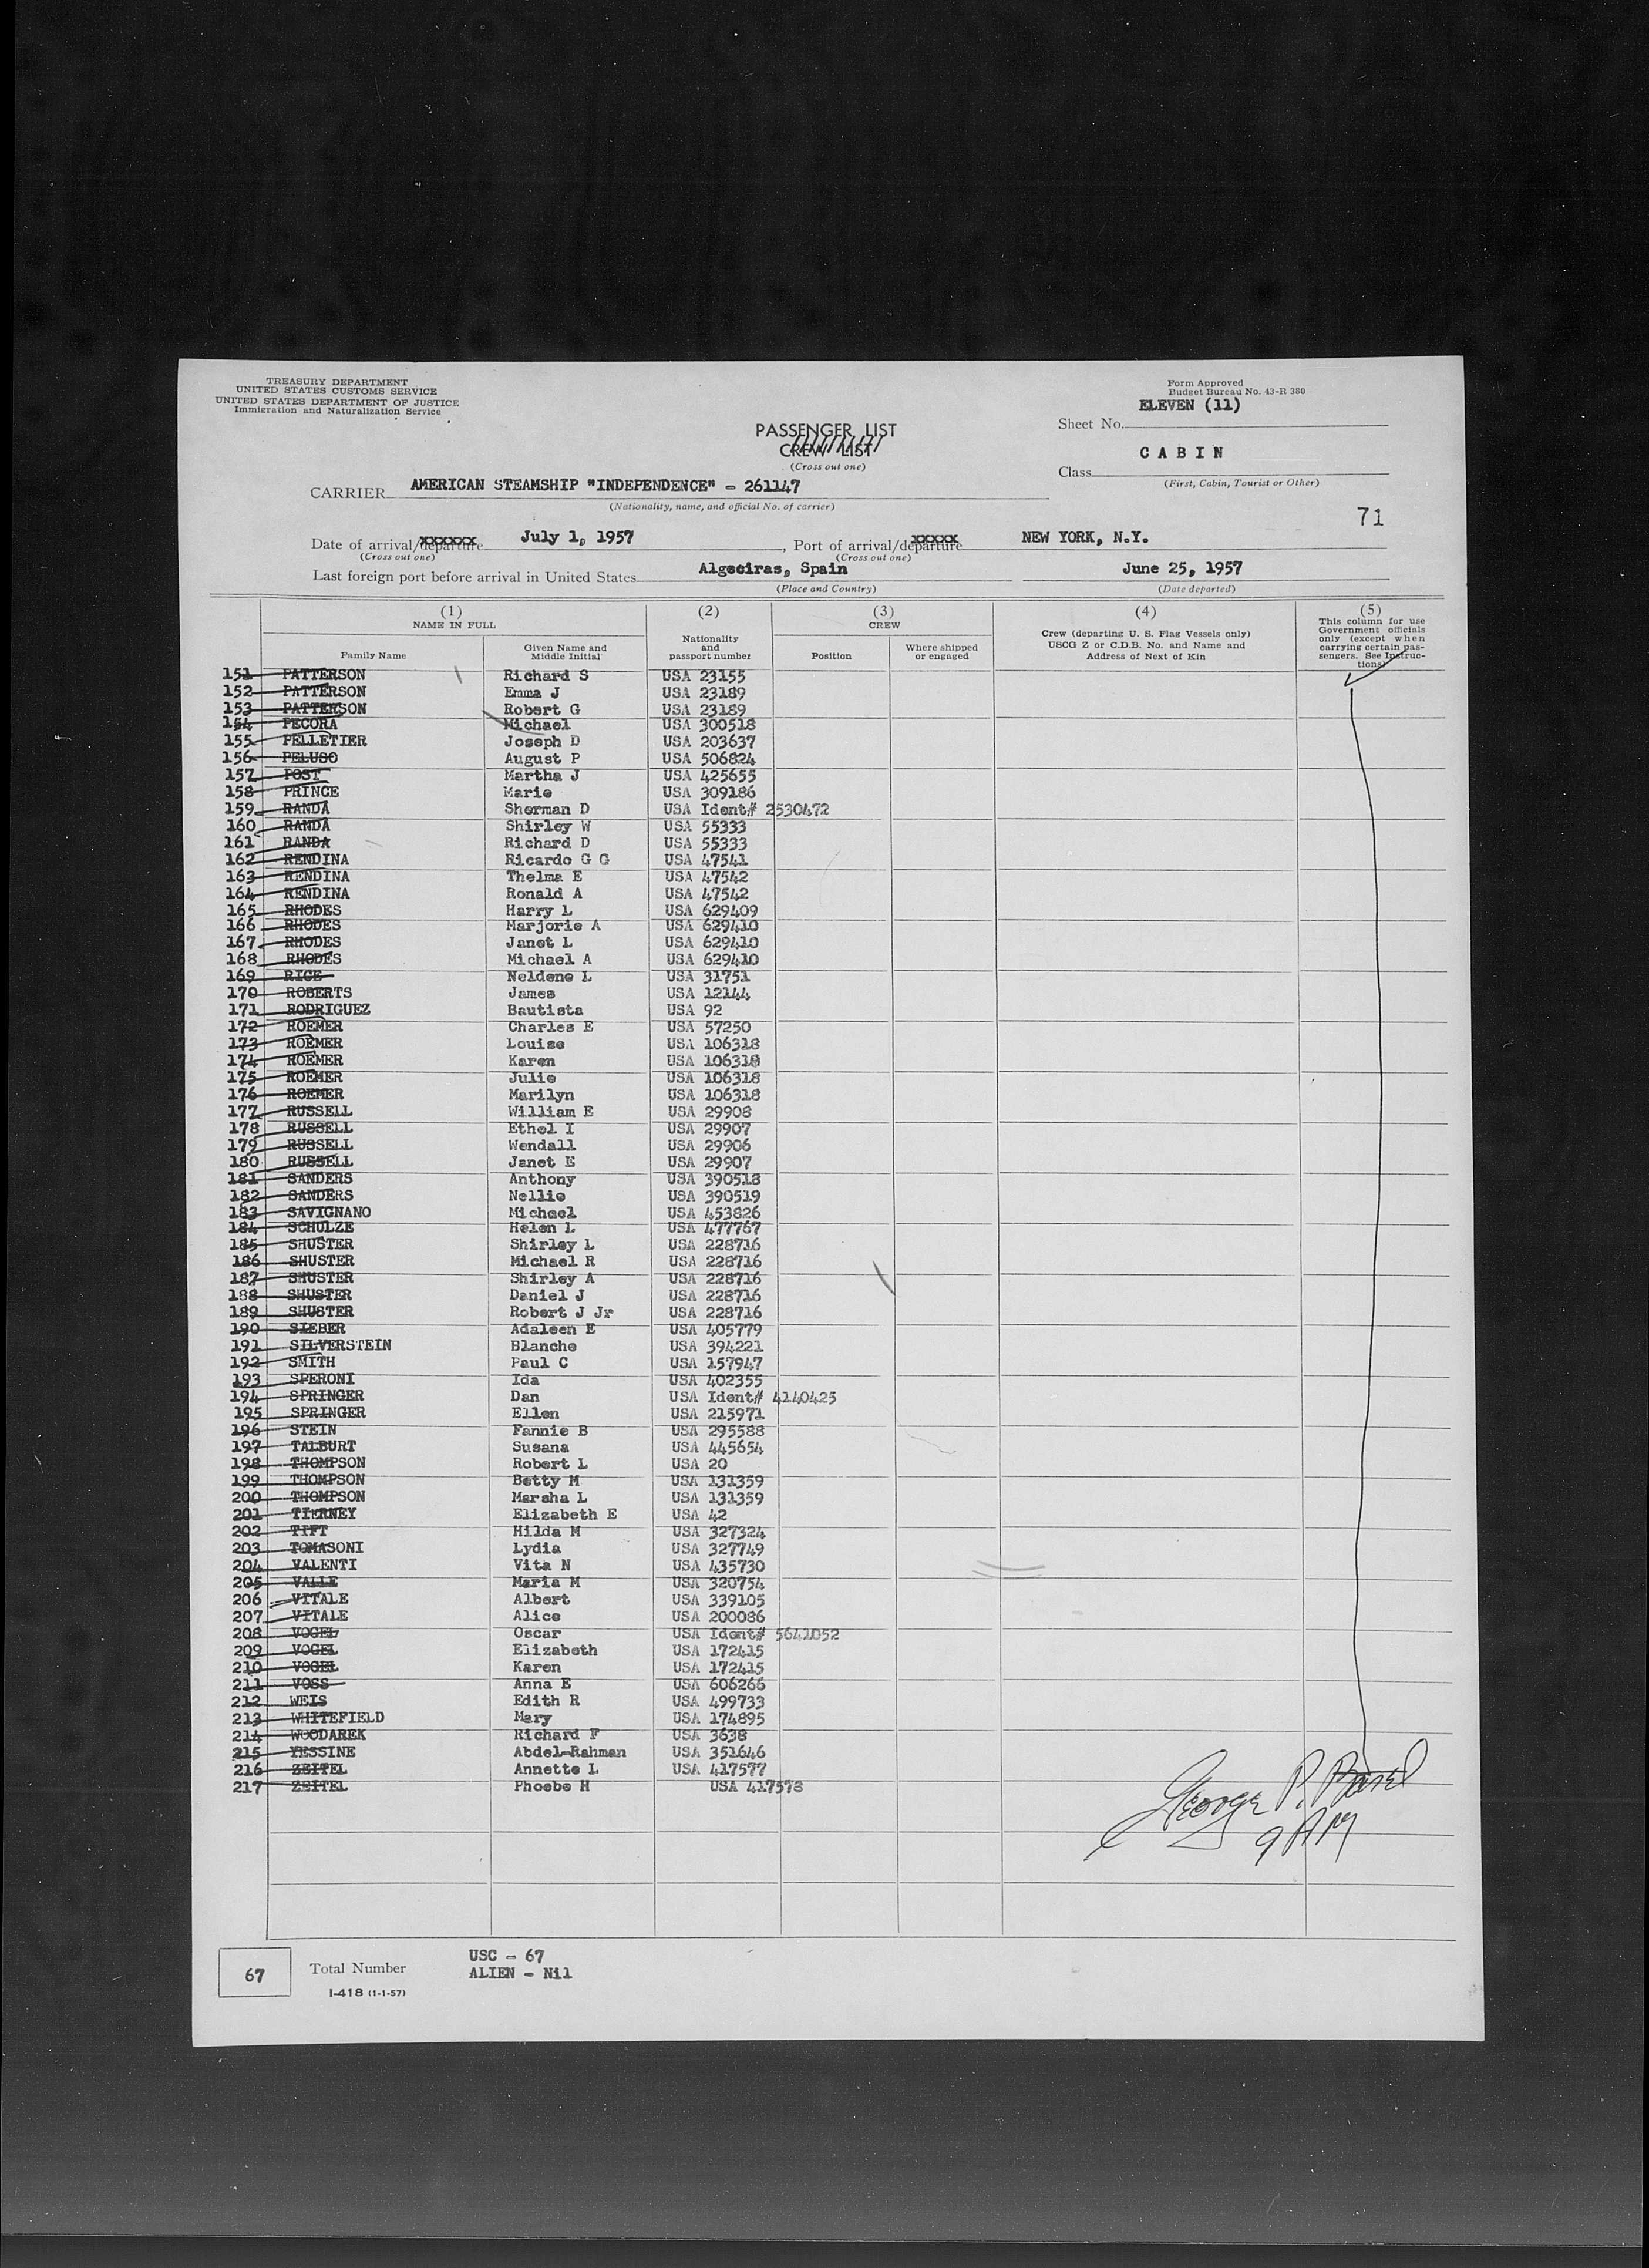 TREASURY DEPARTMENT
UNITED STATES CUSTOMS SERVICE
UNITED STATES DEPARTMENT OF JUSTICE
Immigration and Naturalization Service
Form Approved
Budget Bureau No. 43-R 380
ELEVEN (11)
Sheet No.
PASSENGER LIST
CREW LIST
(Cross out one)
CABIN
Class
(First, Cabin, Tourist or Other)
CARRIER AMERICAN STEAMSHIP "INDEPENDENCE" - 261147
(Nationality, name, and official No. of carrier)
71
Date of arrival/departure July 1, 1957, Port of arrival/departure NEW YORK, N.Y.
(Cross out one) (Cross out one)
Last foreign port before arrival in United States Algeciras, Spain June 25, 1957
(Place and Country) (Date departed)
(1) (2) (3) (4) (5)
NAME IN FULL
Family Name
Given Name and Middle Initial
Nationality and passport number
CREW
Position
Where shipped or engaged
Crew (departing U. S. Flag Vessels only)
USCG Z or C.D.B. No. and Name and
Address of Next of Kin
This column for use
Government officials
only (except when
carrying certain pas-
sengers. See Instruc-
tions)
151 PATTERSON Richard S USA 23155
152 PATTERSON Emma J USA 23189
153 PATTERSON Robert G USA 23189
154 PECORA Michael USA 300518
155 PELLETIER Joseph D USA 203637
156 PELUSO August P USA 506824
157 POST Martha J USA 425655
158 PRINCE Marie USA 309186
159 RANDA Sherman D USA Ident# 2530472
160 RANDA Shirley W USA 55333
161 RANDA Richard D USA 55333
162 RENDINA Ricardo G G USA 47541
163 RENDINA Thelma E USA 47542
164 RENDINA Ronald A USA 47542
165 RHODES Harry L USA 629409
166 RHODES Marjorie A USA 629410
167 RHODES Janet L USA 629410
168 RHODES Michael A USA 629410
169 RICE Neldene L USA 31751
170 ROBERTS James USA 12144
171 RODRIGUEZ Bautista USA 92
172 ROEMER Charles E USA 57250
173 ROEMER Louise USA 106318
174 ROEMER Karen USA 106318
175 ROEMER Julie USA 106318
176 ROEMER Marilyn USA 106318
177 RUSSELL William E USA 29908
178 RUSSELL Ethel I USA 29907
179 RUSSELL Wendall USA 29906
180 RUSSELL Janet E USA 29907
181 SANDERS Anthony USA 390518
182 SANDERS Nellie USA 390519
183 SAVIGNANO Michael USA 453826
184 SCHULZE Helen L USA 477767
185 SHUSTER Shirley L USA 228716
186 SHUSTER Michael R USA 228716
187 SHUSTER Shirley A USA 228716
188 SHUSTER Daniel J USA 228716
189 SHUSTER Robert J Jr USA 228716
190 SIEBER Adaleen E USA 405779
191 SILVERSTEIN Blanche USA 394221
192 SMITH Paul C USA 157947
193 SPERONI Ida USA 402355
194 SPRINGER Dan USA Ident# 4140425
195 SPRINGER Ellen USA 215971
196 STEIN Fannie B USA 295588
197 TALBURT Susana USA 445654
198 THOMPSON Robert L USA 20
199 THOMPSON Betty M USA 131359
200 THOMPSON Marsha L USA 131359
201 TIERNEY Elizabeth E USA 42
202 TIFT Hilda M USA 327324
203 TOMASONI Lydia USA 327749
204 VALENTI Vita N USA 435730
205 VALLE Maria M USA 320754
206 VITALE Albert USA 339105
207 VITALE Alice USA 200086
208 VOGEL Oscar USA Ident# 5641052
209 VOGEL Elizabeth USA 172415
210 VOGEL Karen USA 172415
211 VOSS Anna E USA 606266
212 WEIS Edith R USA 499733
213 WHITEFIELD Mary USA 174895
214 WOODAREK Richard F USA 3638
215 YESSINE Abdel-Rahman USA 351646
216 ZEITEL Annette L USA 417577
217 ZEITEL Phoebe H USA 417578
George P.
9 AM
67 Total Number
USC - 67
ALIEN - Nil
I-418 (1-1-57)